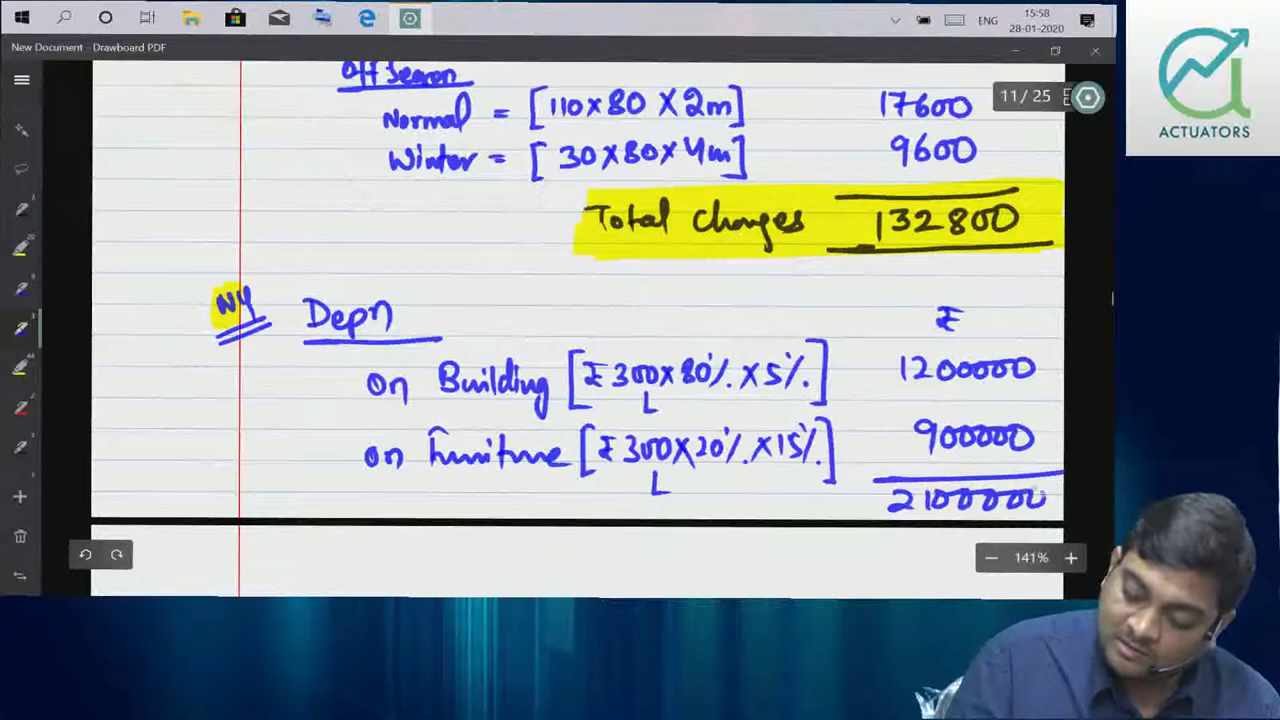 15:58
ENG
28-01-2020
New Document - Drawboard PDF
ACTUATORS
11 / 25
Off Season
Normal = [110 x 80 x 2m] 17600
Winter = [30 x 80 x 4m] 9600
Total Charges 132800
Depn ₹
on Building [₹ 300 x 80% x 5%] 1200000
L
on Furniture [₹ 300 x 20% x 15%] 900000
L
2100000
141%